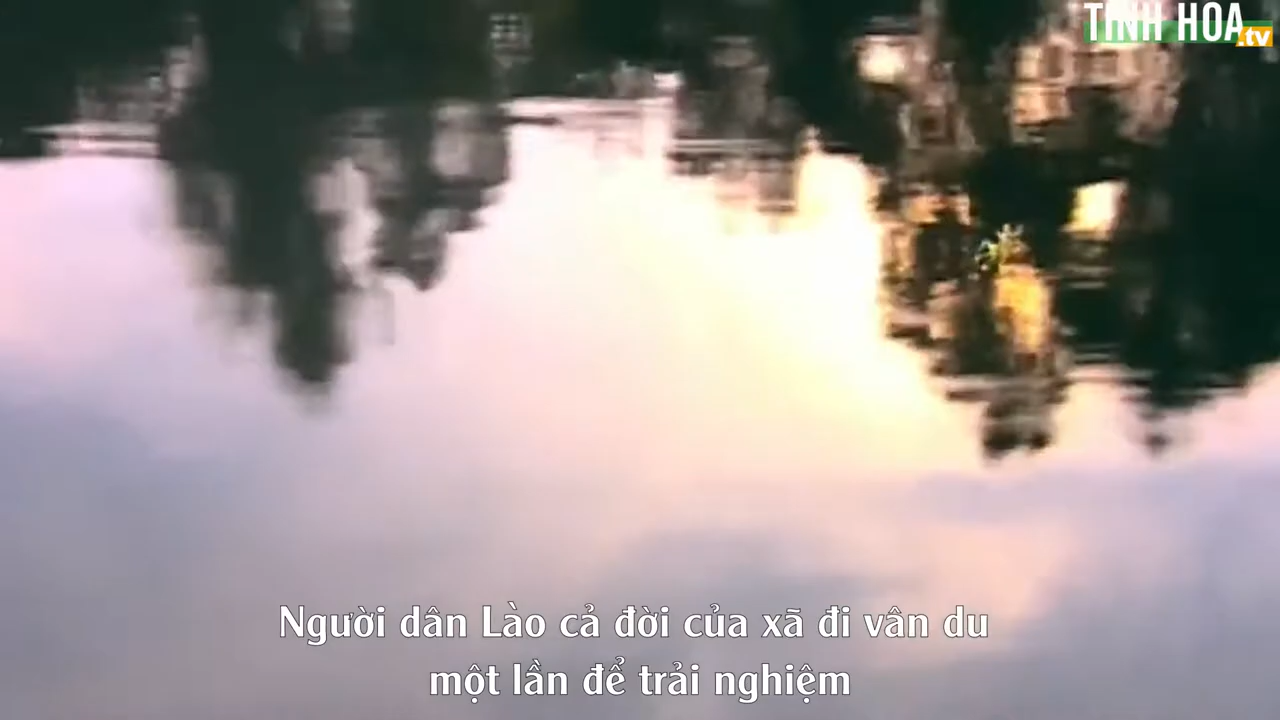 TINH HOA
.tv
Người dân Lào cả đời của xã đi vân du
một lần để trải nghiệm